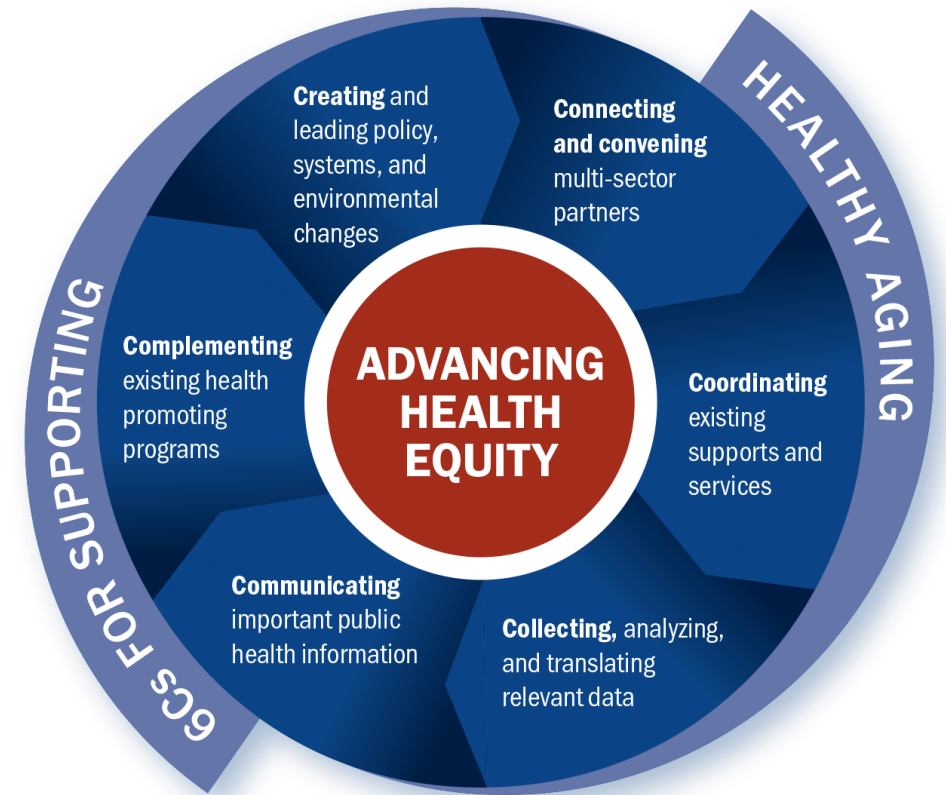 6Cs FOR SUPPORTING
HEALTHY AGING
Creating and
leading policy,
systems, and
environmental
changes
Connecting
and convening
multi-sector
partners
Coordinating
existing
supports and
services
Collecting, analyzing,
and translating
relevant data
Communicating
important public
health information
Complementing
existing health
promoting
programs
ADVANCING
HEALTH
EQUITY